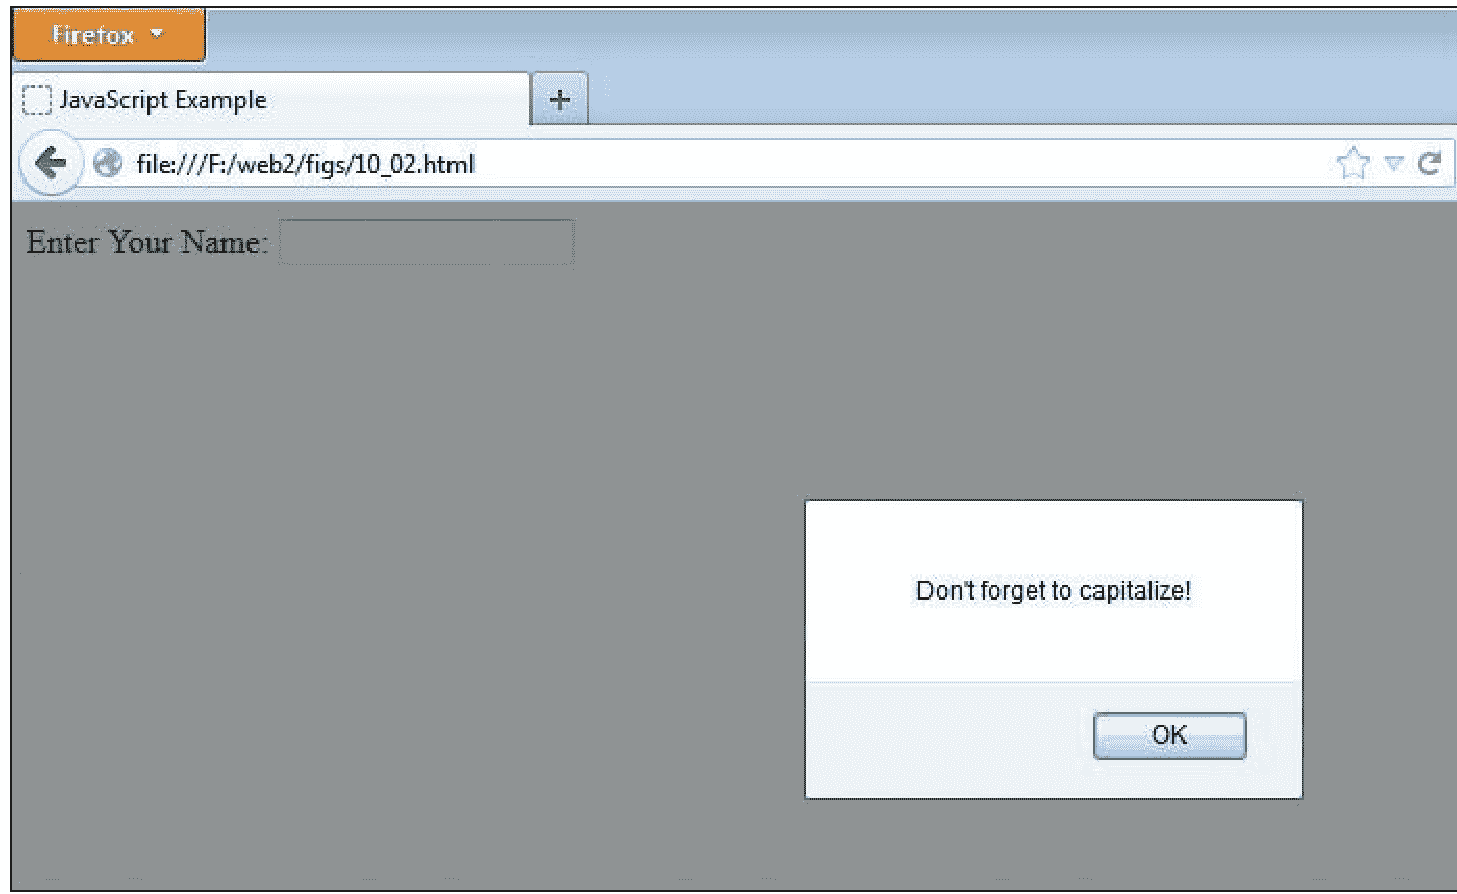 Firefox
JavaScript Example
file:///F:/web2/figs/10_02.html
Enter Your Name:
Don't forget to capitalize!
OK